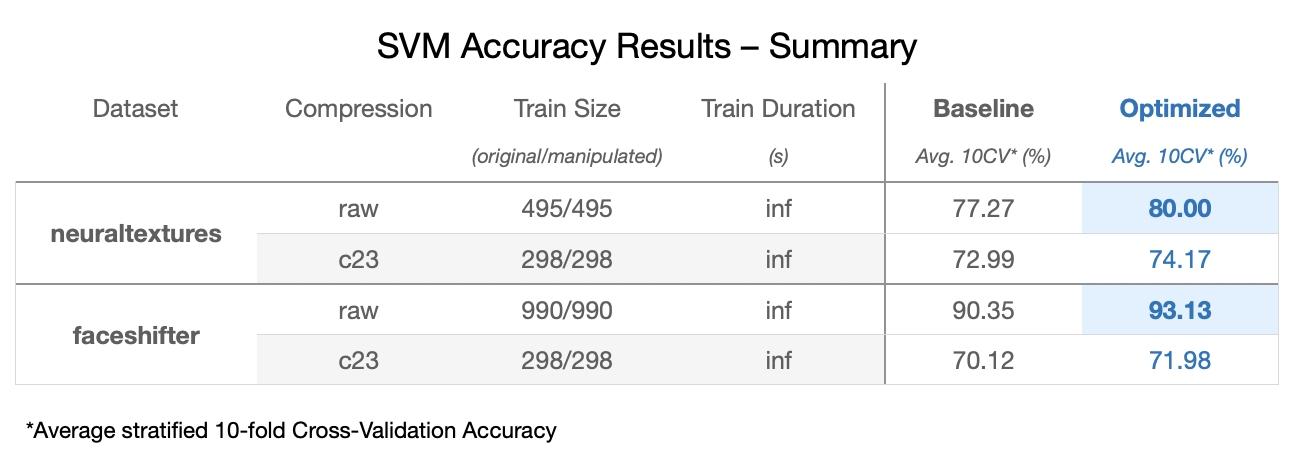 SVM Accuracy Results – Summary
Dataset Compression Train Size Train Duration Baseline Optimized
(original/manipulated) (s) Avg. 10CV* (%) Avg. 10CV* (%)
neuraltextures
raw 495/495 inf 77.27 80.00
c23 298/298 inf 72.99 74.17
faceshifter
raw 990/990 inf 90.35 93.13
c23 298/298 inf 70.12 71.98
*Average stratified 10-fold Cross-Validation Accuracy